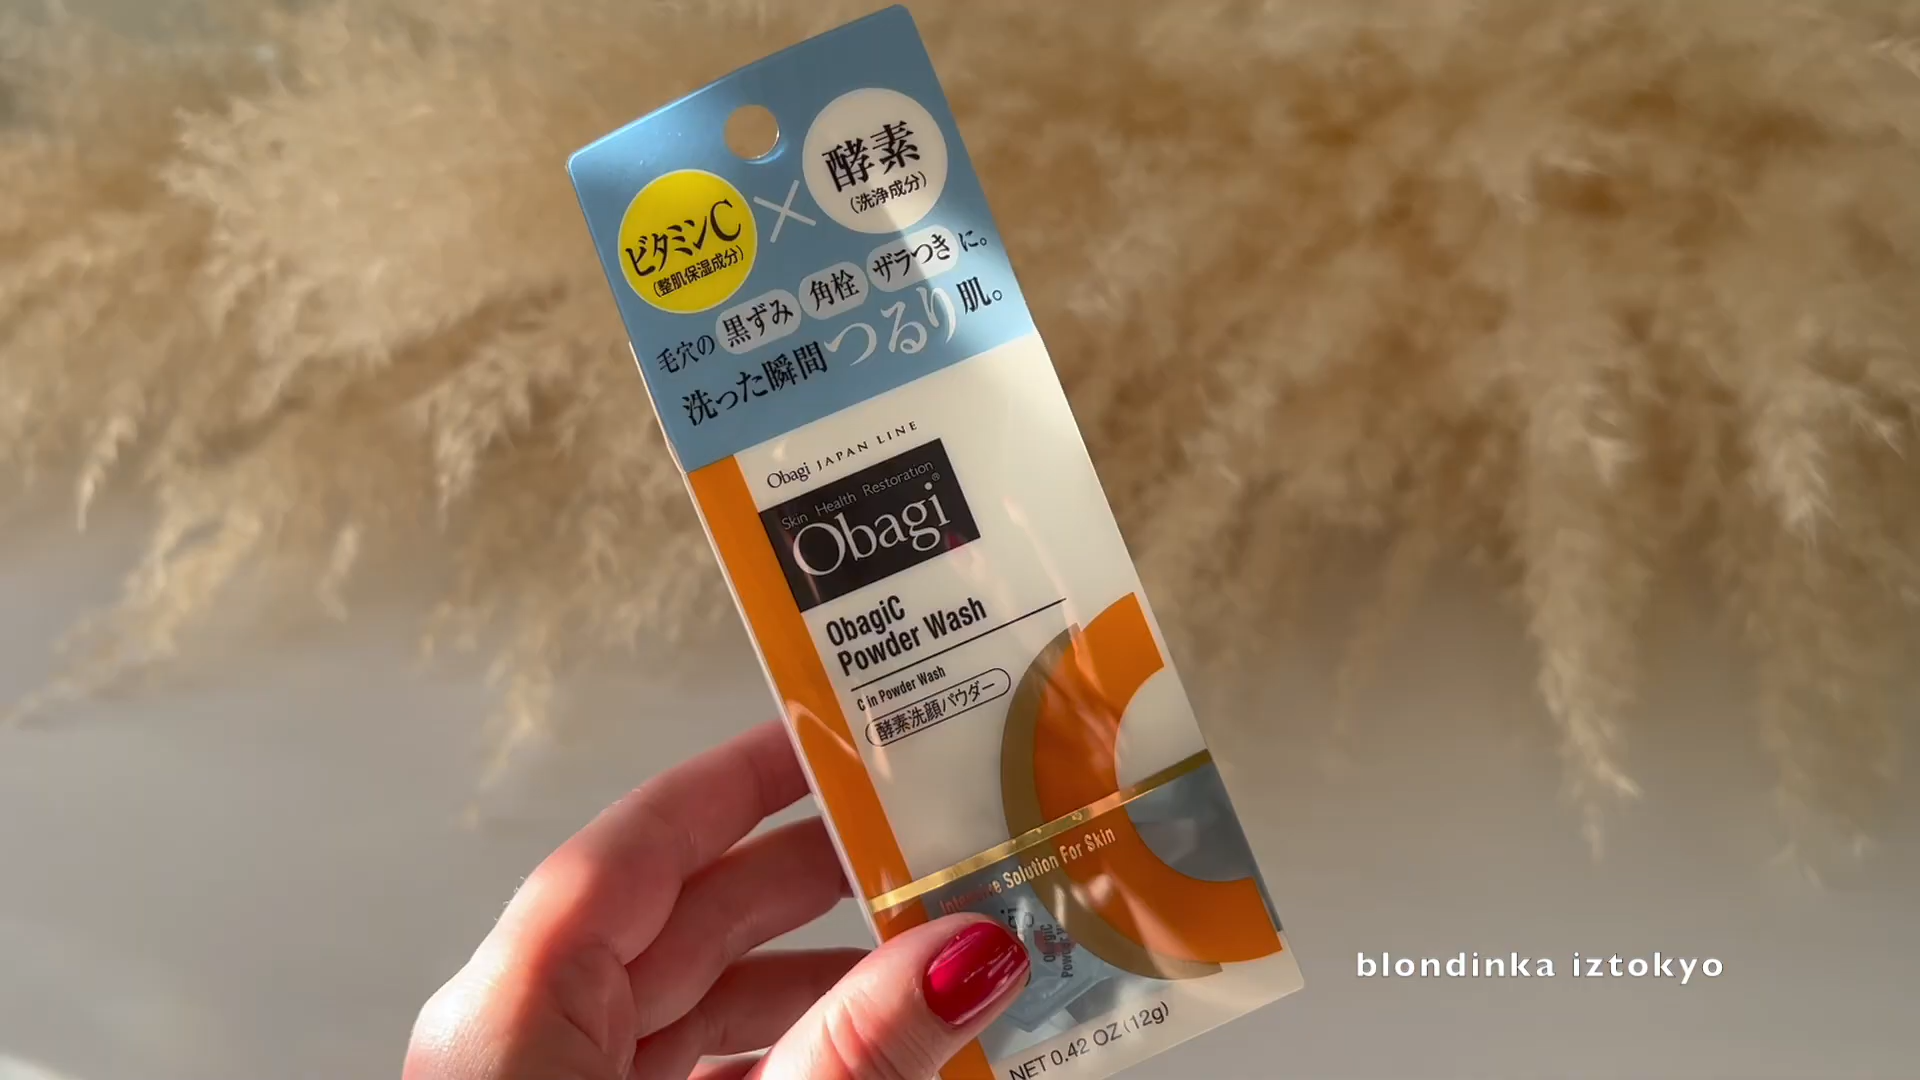 ビタミンC
(整肌保湿成分)
×
酵素
(洗浄成分)
毛穴の 黒ずみ 角栓 ザラつき に。
洗った瞬間つるり肌。
Obagi JAPAN LINE
Skin Health Restoration
Obagi®
ObagiC
Powder Wash
C in Powder Wash
酵素洗顔パウダー
Intensive Solution For Skin
ObagiC
NET 0.42 OZ (12g)
blondinka iztokyo